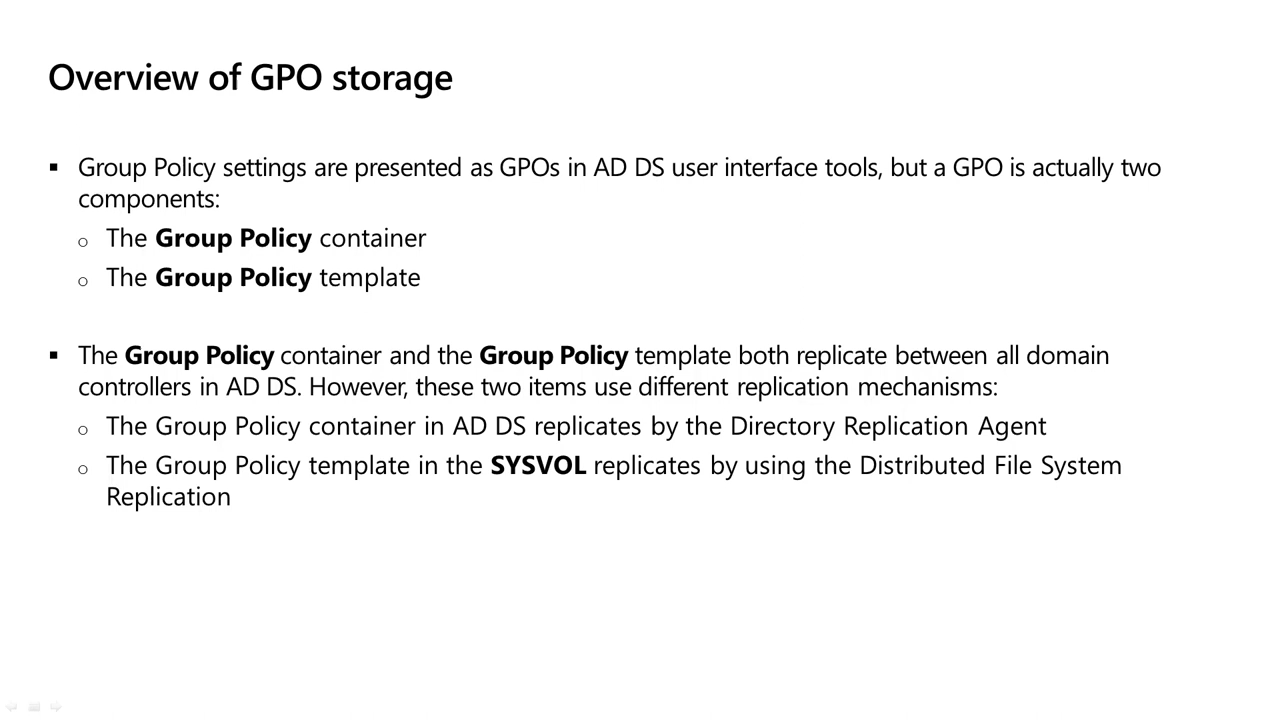 Overview of GPO storage
▪ Group Policy settings are presented as GPOs in AD DS user interface tools, but a GPO is actually two
components:
o The Group Policy container
o The Group Policy template
▪ The Group Policy container and the Group Policy template both replicate between all domain
controllers in AD DS. However, these two items use different replication mechanisms:
o The Group Policy container in AD DS replicates by the Directory Replication Agent
o The Group Policy template in the SYSVOL replicates by using the Distributed File System
Replication